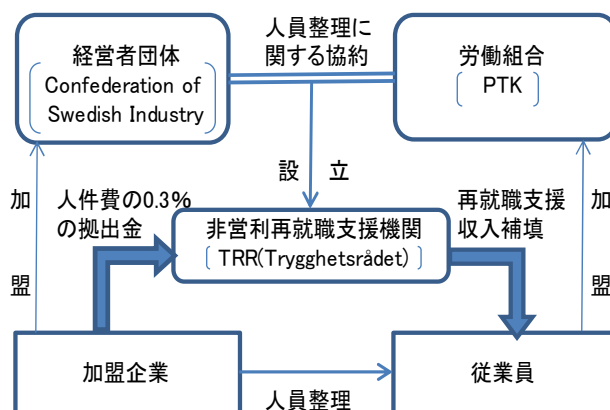 経営者団体
Confederation of
Swedish Industry
人員整理に
関する協約
労働組合
PTK
設 立
加 盟
人件費の0.3%
の拠出金
非営利再就職支援機関
TRR(Trygghetsrådet)
再就職支援
収入補填
加 盟
加盟企業
人員整理
従業員